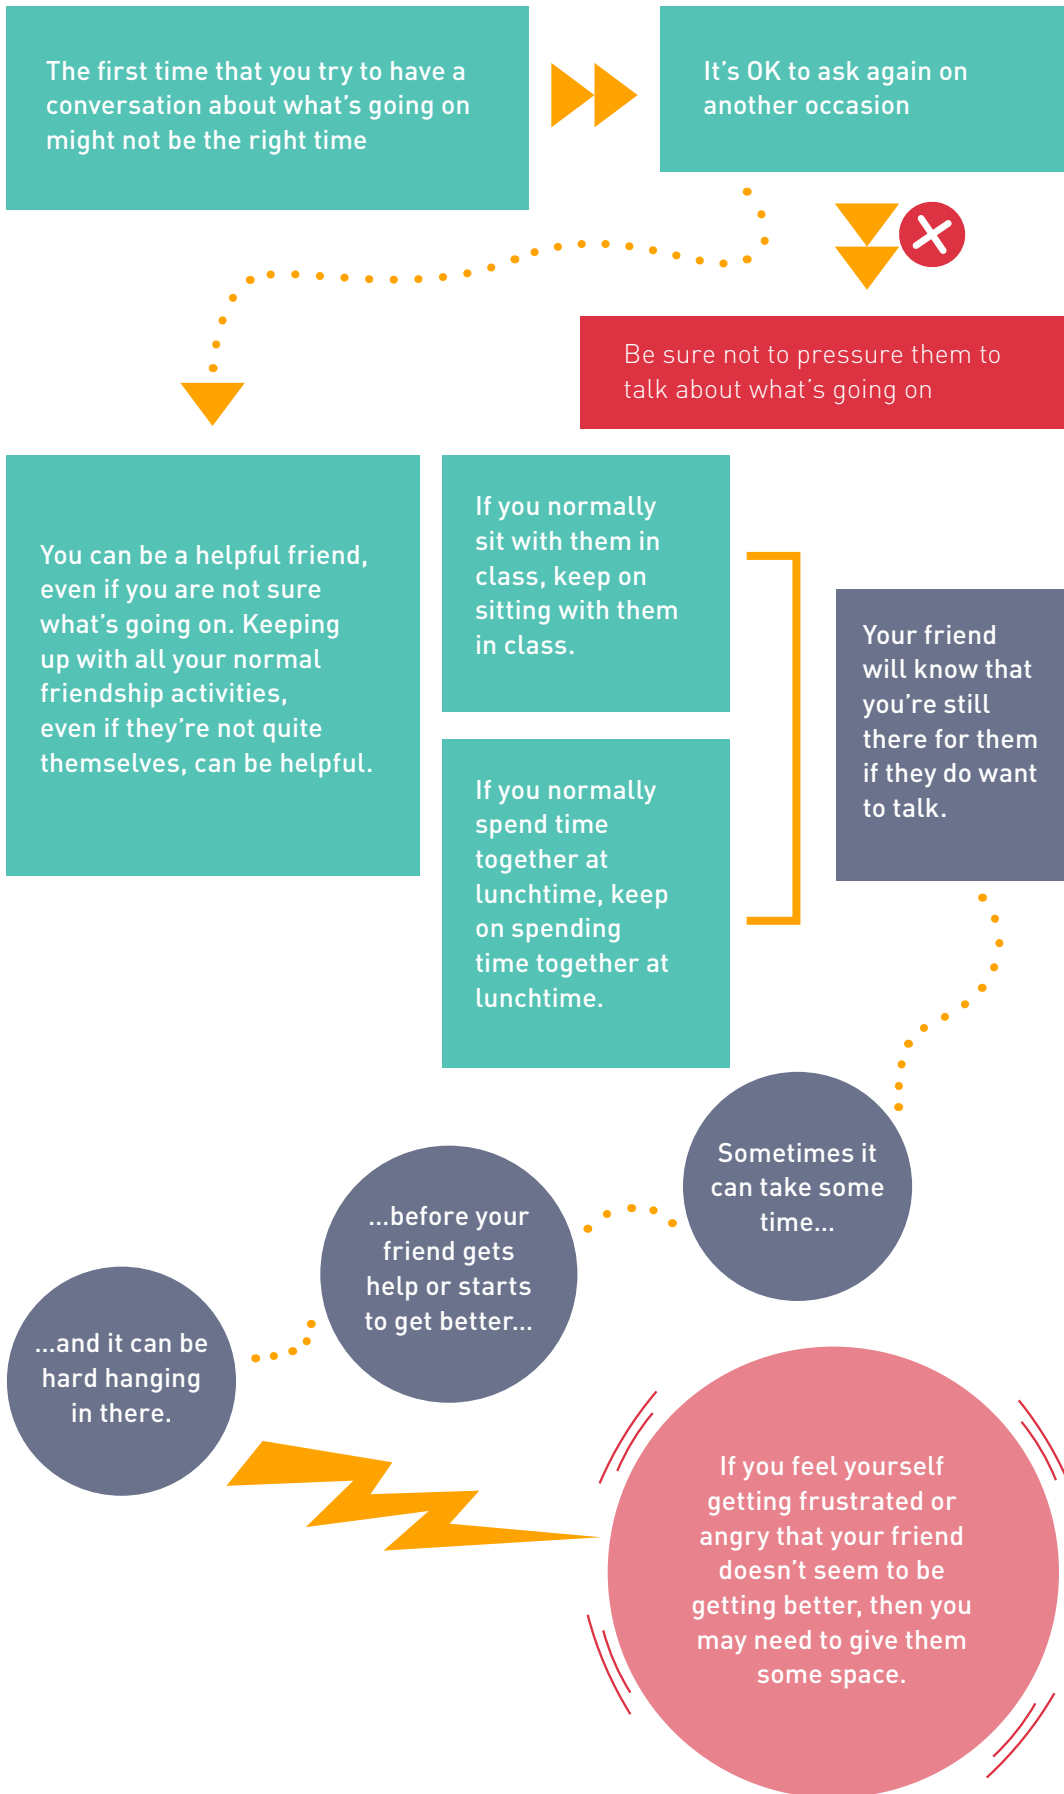 The first time that you try to have a
conversation about what's going on
might not be the right time
It's OK to ask again on
another occasion
Be sure not to pressure them to
talk about what's going on
You can be a helpful friend,
even if you are not sure
what's going on. Keeping
up with all your normal
friendship activities,
even if they're not quite
themselves, can be helpful.
If you normally
sit with them in
class, keep on
sitting with them
in class.
If you normally
spend time
together at
lunchtime, keep
on spending
time together at
lunchtime.
Your friend
will know that
you're still
there for them
if they do want
to talk.
Sometimes it
can take some
time...
...before your
friend gets
help or starts
to get better...
...and it can be
hard hanging
in there.
If you feel yourself
getting frustrated or
angry that your friend
doesn't seem to be
getting better, then you
may need to give them
some space.